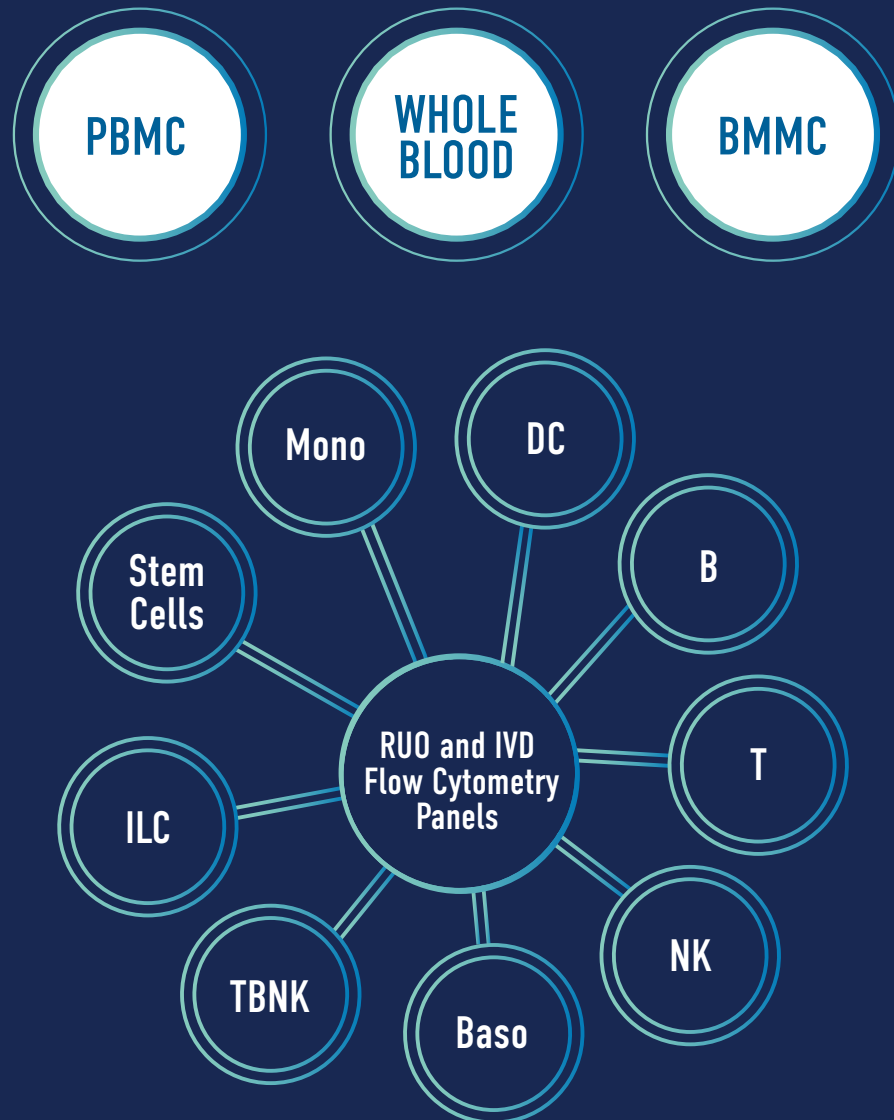 PBMC
WHOLE
BLOOD
BMMC
Mono
DC
Stem
Cells
B
RUO and IVD
Flow Cytometry
Panels
T
ILC
NK
TBNK
Baso